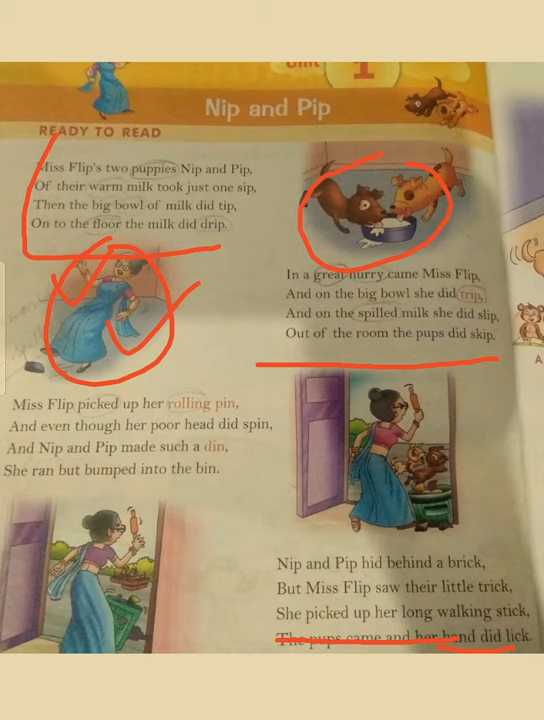 Unit 1
Nip and Pip
READY TO READ
Miss Flip's two puppies Nip and Pip,
Of their warm milk took just one sip,
Then the big bowl of milk did tip,
On to the floor the milk did drip.
In a great hurry came Miss Flip,
And on the big bowl she did trip,
And on the spilled milk she did slip,
Out of the room the pups did skip.
Miss Flip picked up her rolling pin,
And even though her poor head did spin,
And Nip and Pip made such a din,
She ran but bumped into the bin.
Nip and Pip hid behind a brick,
But Miss Flip saw their little trick,
She picked up her long walking stick,
The pups came and her hand did lick.
A